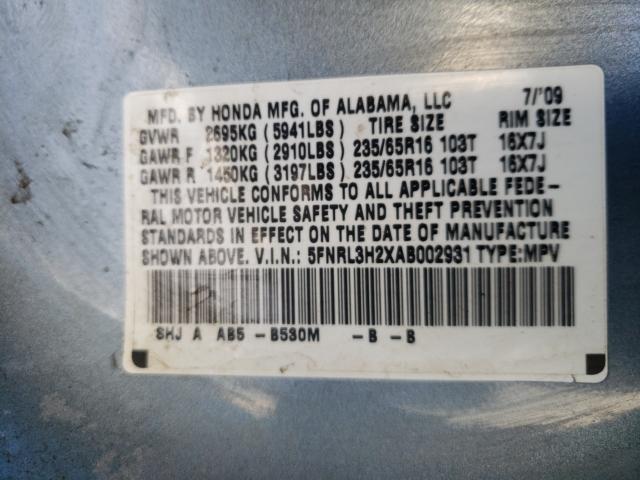 MFD. BY HONDA MFG. OF ALABAMA, LLC 7/'09
GVWR 2695KG (5941LBS) TIRE SIZE RIM SIZE
GAWR F 1320KG (2910LBS) 235/65R16 103T 16X7J
GAWR R 1450KG (3197LBS) 235/65R16 103T 16X7J
THIS VEHICLE CONFORMS TO ALL APPLICABLE FEDE-
RAL MOTOR VEHICLE SAFETY AND THEFT PREVENTION
STANDARDS IN EFFECT ON THE DATE OF MANUFACTURE
SHOWN ABOVE. V.I.N.: 5FNRL3H2XAB002931 TYPE:MPV
SHJ A AB5 -B530M -B -B